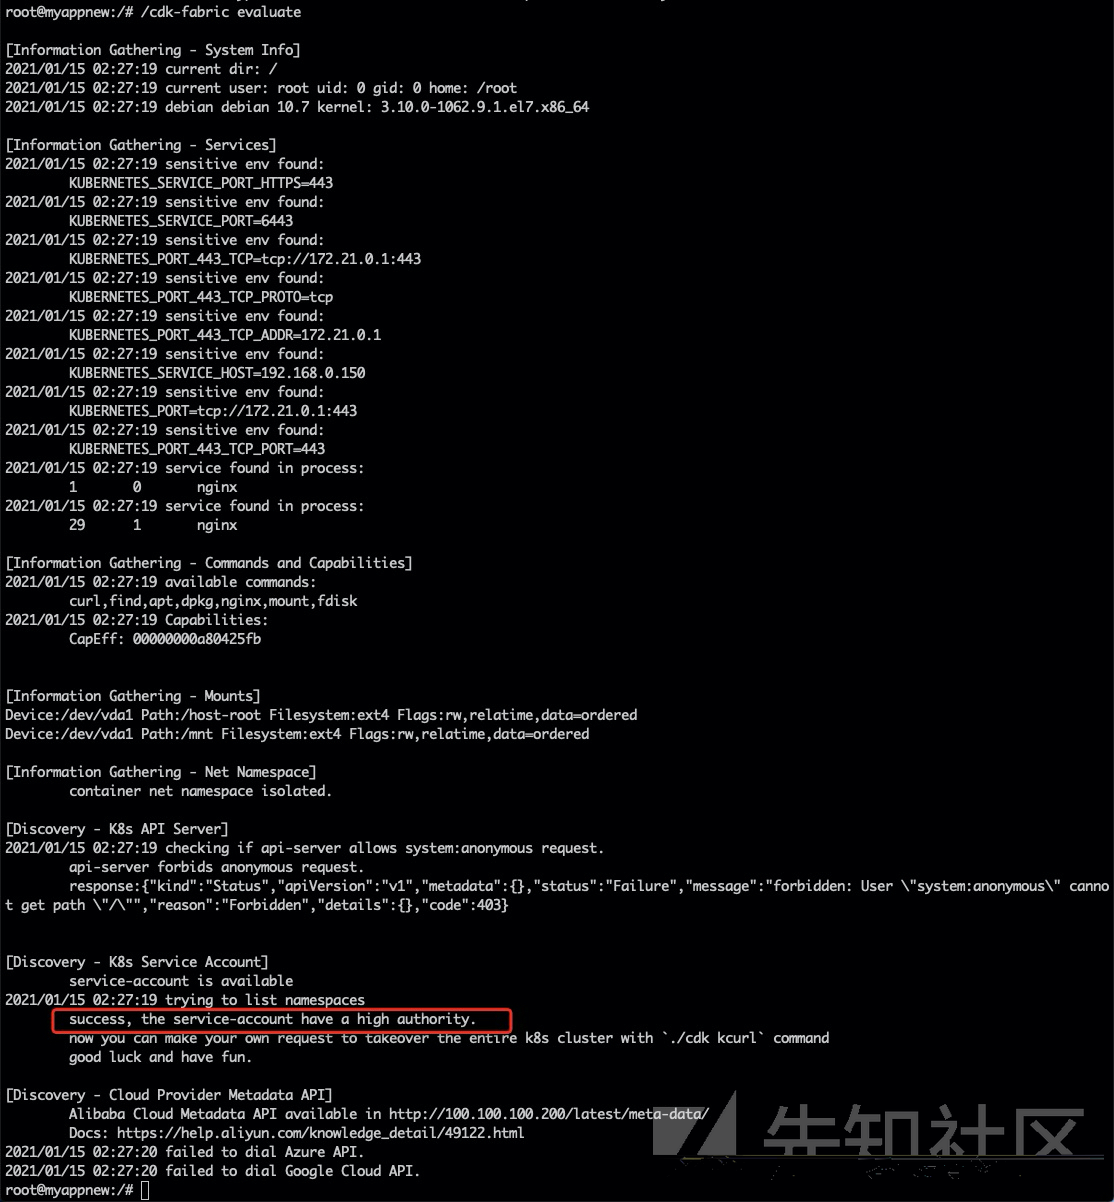 root@myappnew:/# /cdk-fabric evaluate
[Information Gathering - System Info]
2021/01/15 02:27:19 current dir: /
2021/01/15 02:27:19 current user: root uid: 0 gid: 0 home: /root
2021/01/15 02:27:19 debian debian 10.7 kernel: 3.10.0-1062.9.1.el7.x86_64
[Information Gathering - Services]
2021/01/15 02:27:19 sensitive env found:
KUBERNETES_SERVICE_PORT_HTTPS=443
2021/01/15 02:27:19 sensitive env found:
KUBERNETES_SERVICE_PORT=6443
2021/01/15 02:27:19 sensitive env found:
KUBERNETES_PORT_443_TCP=tcp://172.21.0.1:443
2021/01/15 02:27:19 sensitive env found:
KUBERNETES_PORT_443_TCP_PROTO=tcp
2021/01/15 02:27:19 sensitive env found:
KUBERNETES_PORT_443_TCP_ADDR=172.21.0.1
2021/01/15 02:27:19 sensitive env found:
KUBERNETES_SERVICE_HOST=192.168.0.150
2021/01/15 02:27:19 sensitive env found:
KUBERNETES_PORT=tcp://172.21.0.1:443
2021/01/15 02:27:19 sensitive env found:
KUBERNETES_PORT_443_TCP_PORT=443
2021/01/15 02:27:19 service found in process:
1 0 nginx
2021/01/15 02:27:19 service found in process:
29 1 nginx
[Information Gathering - Commands and Capabilities]
2021/01/15 02:27:19 available commands:
curl,find,apt,dpkg,nginx,mount,fdisk
2021/01/15 02:27:19 Capabilities:
CapEff: 00000000a80425fb
[Information Gathering - Mounts]
Device:/dev/vda1 Path:/host-root Filesystem:ext4 Flags:rw,relatime,data=ordered
Device:/dev/vda1 Path:/mnt Filesystem:ext4 Flags:rw,relatime,data=ordered
[Information Gathering - Net Namespace]
container net namespace isolated.
[Discovery - K8s API Server]
2021/01/15 02:27:19 checking if api-server allows system:anonymous request.
api-server forbids anonymous request.
response:{"kind":"Status","apiVersion":"v1","metadata":{},"status":"Failure","message":"forbidden: User \"system:anonymous\" canno
t get path \"/\"","reason":"Forbidden","details":{},"code":403}
[Discovery - K8s Service Account]
service-account is available
2021/01/15 02:27:19 trying to list namespaces
success, the service-account have a high authority.
now you can make your own request to takeover the entire k8s cluster with `./cdk kcurl` command
good luck and have fun.
[Discovery - Cloud Provider Metadata API]
Alibaba Cloud Metadata API available in http://100.100.100.200/latest/meta-data/
Docs: https://help.aliyun.com/knowledge_detail/49122.html
2021/01/15 02:27:20 failed to dial Azure API.
2021/01/15 02:27:20 failed to dial Google Cloud API.
root@myappnew:/#
先知社区